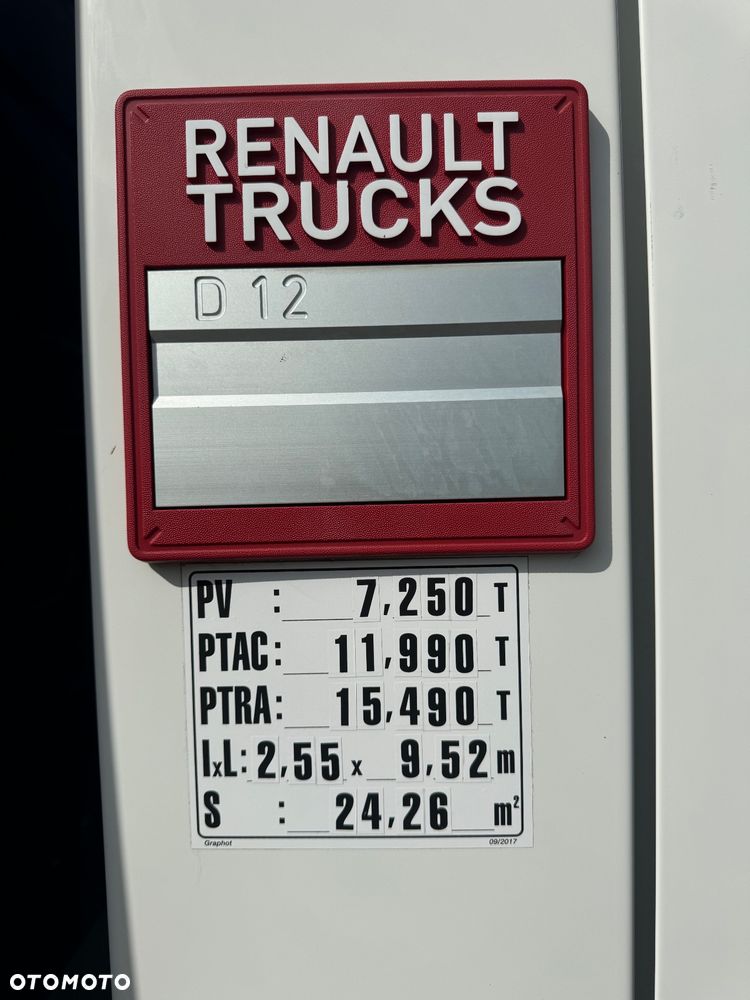 RENAULT
TRUCKS
D 12
PV : 7,250 T
PTAC: 11,990 T
PTRA: 15,490 T
IxL: 2,55 x 9,52 m
S : 24,26 m²
Graphot 09/2017
OTOMOTO